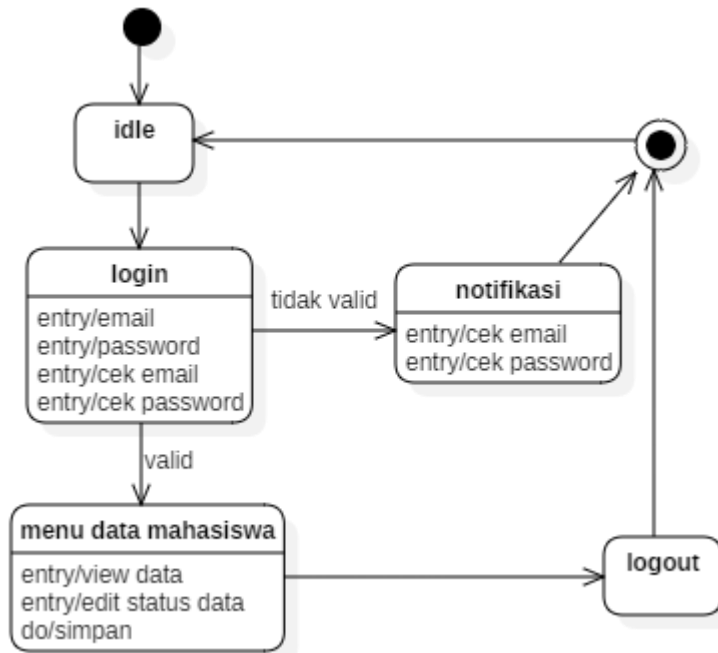 idle
login
entry/email
entry/password
entry/cek email
entry/cek password
tidak valid
notifikasi
entry/cek email
entry/cek password
valid
menu data mahasiswa
entry/view data
entry/edit status data
do/simpan
logout